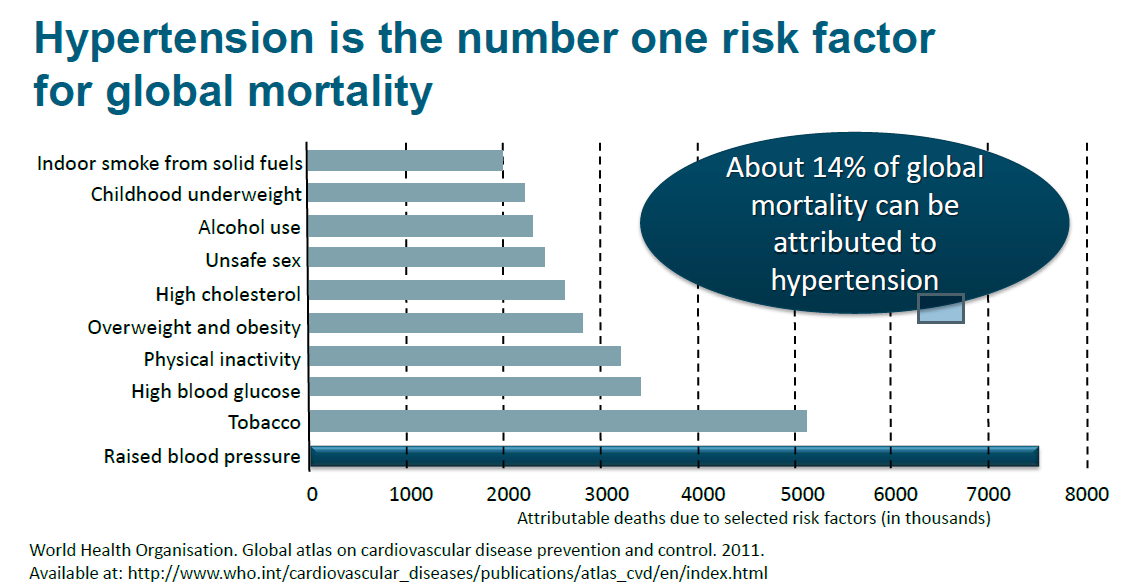 Hypertension is the number one risk factor
for global mortality
Indoor smoke from solid fuels
Childhood underweight
Alcohol use
Unsafe sex
High cholesterol
Overweight and obesity
Physical inactivity
High blood glucose
Tobacco
Raised blood pressure
About 14% of global
mortality can be
attributed to
hypertension
0 1000 2000 3000 4000 5000 6000 7000 8000
Attributable deaths due to selected risk factors (in thousands)
World Health Organisation. Global atlas on cardiovascular disease prevention and control. 2011.
Available at: http://www.who.int/cardiovascular_diseases/publications/atlas_cvd/en/index.html